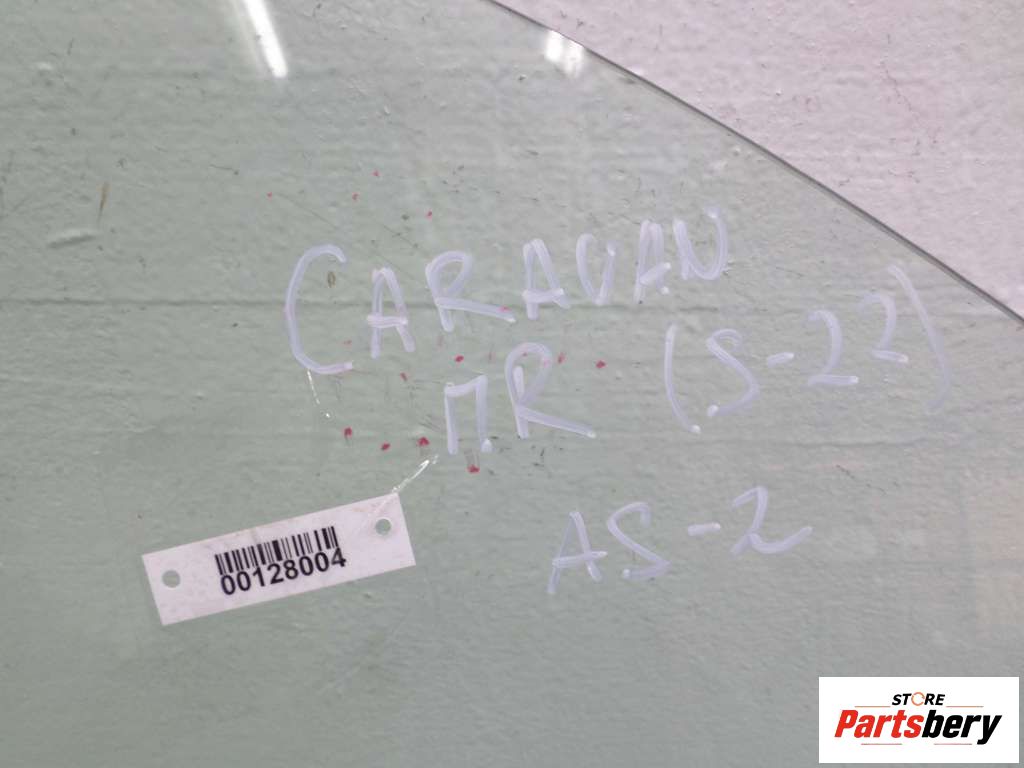 CARAVAN
ПR (S-22)
AS-2
00128004
STORE
Partsbery